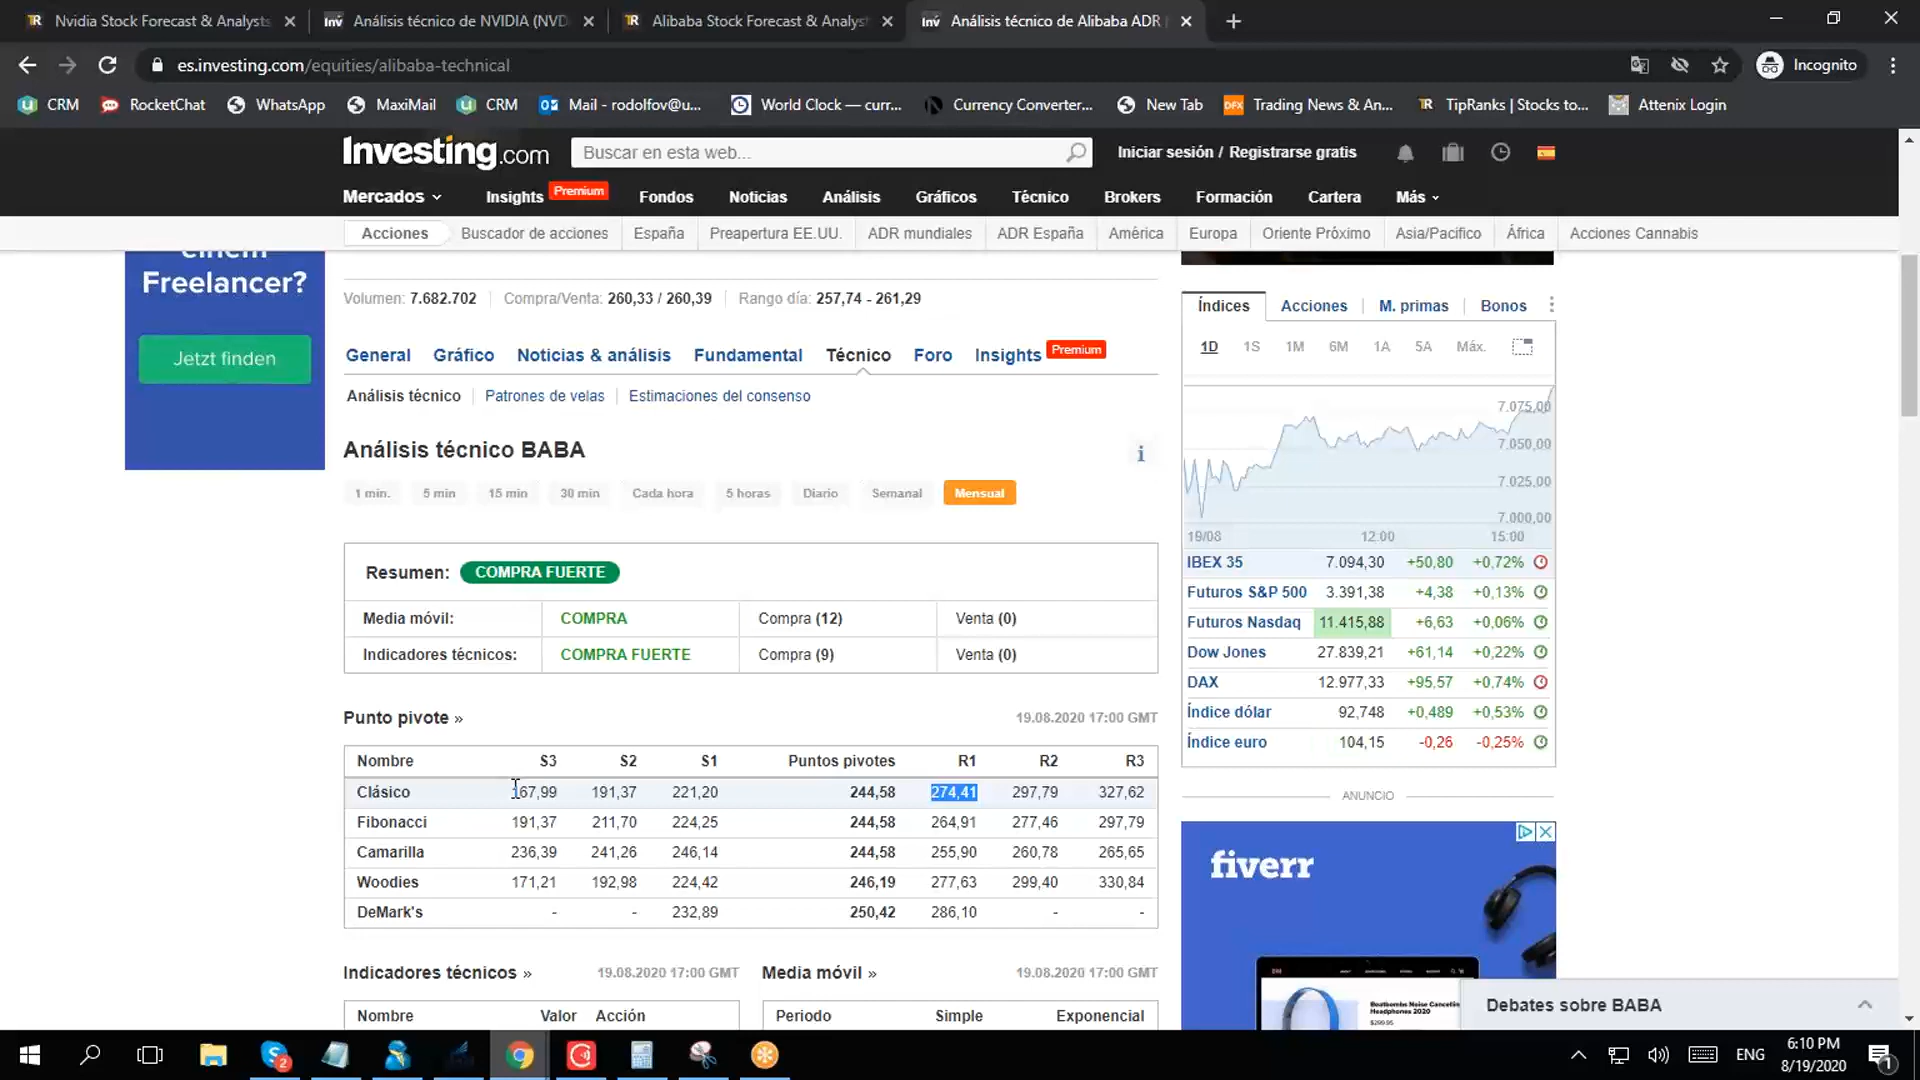 Nvidia Stock Forecast & Analysts
Análisis técnico de NVIDIA (NVD
Alibaba Stock Forecast & Analyst
Análisis técnico de Alibaba ADR
es.investing.com/equities/alibaba-technical
Incognito
CRM
RocketChat
WhatsApp
MaxiMail
CRM
Mail - rodolfov@u...
World Clock — curr...
Currency Converter...
New Tab
Trading News & An...
TipRanks | Stocks to...
Attenix Login
Investing.com
Buscar en esta web...
Iniciar sesión / Registrarse gratis
Mercados
Insights Premium
Fondos
Noticias
Análisis
Gráficos
Técnico
Brokers
Formación
Cartera
Más
Acciones
Buscador de acciones
España
Preapertura EE.UU.
ADR mundiales
ADR España
América
Europa
Oriente Próximo
Asia/Pacifico
África
Acciones Cannabis
einem
Freelancer?
Jetzt finden
Volumen: 7.682.702
Compra/Venta: 260,33 / 260,39
Rango día: 257,74 - 261,29
General
Gráfico
Noticias & análisis
Fundamental
Técnico
Foro
Insights Premium
Análisis técnico
Patrones de velas
Estimaciones del consenso
Análisis técnico BABA
i
1 min.
5 min
15 min
30 min
Cada hora
5 horas
Diario
Semanal
Mensual
Resumen: COMPRA FUERTE
Media móvil: COMPRA Compra (12) Venta (0)
Indicadores técnicos: COMPRA FUERTE Compra (9) Venta (0)
Punto pivote »
19.08.2020 17:00 GMT
Nombre S3 S2 S1 Puntos pivotes R1 R2 R3
Clásico 167,99 191,37 221,20 244,58 274,41 297,79 327,62
Fibonacci 191,37 211,70 224,25 244,58 264,91 277,46 297,79
Camarilla 236,39 241,26 246,14 244,58 255,90 260,78 265,65
Woodies 171,21 192,98 224,42 246,19 277,63 299,40 330,84
DeMark's - - 232,89 250,42 286,10 - -
Indicadores técnicos »
19.08.2020 17:00 GMT
Nombre Valor Acción
Media móvil »
19.08.2020 17:00 GMT
Periodo Simple Exponencial
Índices
Acciones
M. primas
Bonos
1D 1S 1M 6M 1A 5A Máx.
7.075,00
7.050,00
7.025,00
7.000,00
19/08 12:00 15:00
IBEX 35 7.094,30 +50,80 +0,72%
Futuros S&P 500 3.391,38 +4,38 +0,13%
Futuros Nasdaq 11.415,88 +6,63 +0,06%
Dow Jones 27.839,21 +61,14 +0,22%
DAX 12.977,33 +95,57 +0,74%
Índice dólar 92,748 +0,489 +0,53%
Índice euro 104,15 -0,26 -0,25%
ANUNCIO
fiverr
Beatbombs Noise Cancelin
Headphones 2020
$299.95
Debates sobre BABA
2
ENG
6:10 PM
8/19/2020
1